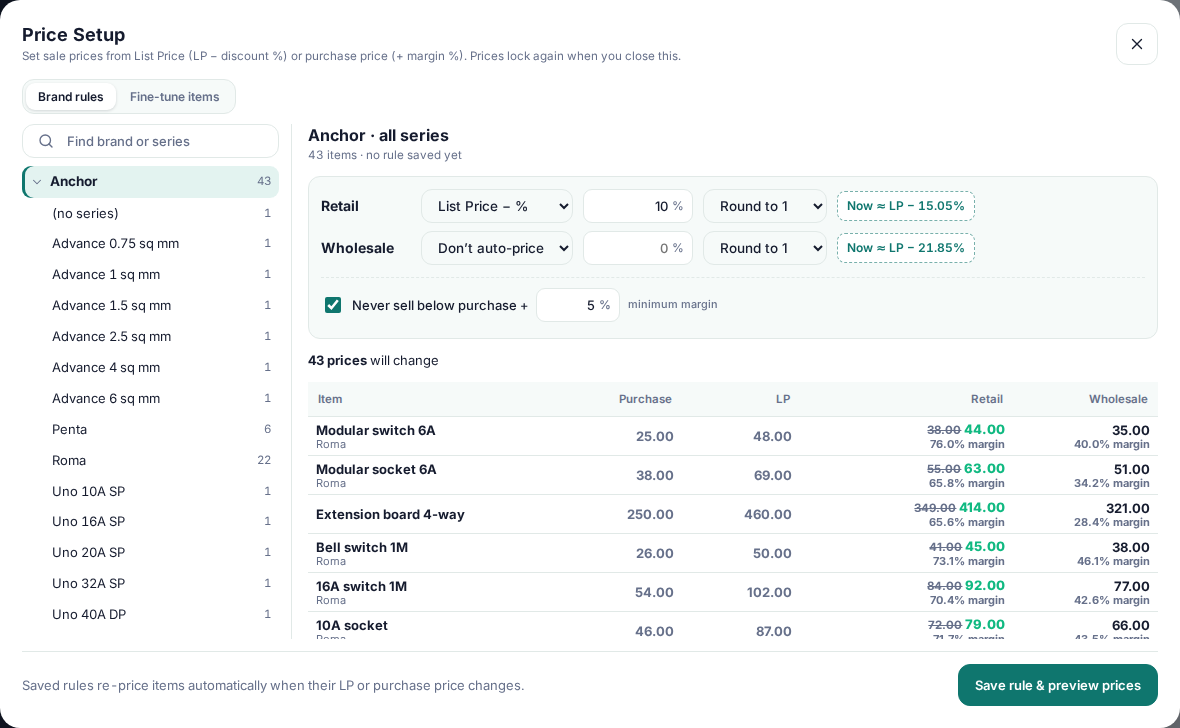 Price Setup
Set sale prices from List Price (LP – discount %) or purchase price (+ margin %). Prices lock again when you close this.
Brand rules Fine-tune items
Find brand or series
Anchor 43
(no series) 1
Advance 0.75 sq mm 1
Advance 1 sq mm 1
Advance 1.5 sq mm 1
Advance 2.5 sq mm 1
Advance 4 sq mm 1
Advance 6 sq mm 1
Penta 6
Roma 22
Uno 10A SP 1
Uno 16A SP 1
Uno 20A SP 1
Uno 32A SP 1
Uno 40A DP 1
Anchor · all series
43 items · no rule saved yet
Retail List Price – % 10 % Round to 1 Now ≈ LP – 15.05%
Wholesale Don’t auto-price 0 % Round to 1 Now ≈ LP – 21.85%
Never sell below purchase + 5 % minimum margin
43 prices will change
Item Purchase LP Retail Wholesale
Modular switch 6A 25.00 48.00 38.00 44.00 35.00
Roma 76.0% margin 40.0% margin
Modular socket 6A 38.00 69.00 55.00 63.00 51.00
Roma 65.8% margin 34.2% margin
Extension board 4-way 250.00 460.00 349.00 414.00 321.00
65.6% margin 28.4% margin
Bell switch 1M 26.00 50.00 41.00 45.00 38.00
Roma 73.1% margin 46.1% margin
16A switch 1M 54.00 102.00 84.00 92.00 77.00
Roma 70.4% margin 42.6% margin
10A socket 46.00 87.00 72.00 79.00 66.00
Roma 71.7% margin 43.5% margin
Saved rules re-price items automatically when their LP or purchase price changes.
Save rule & preview prices